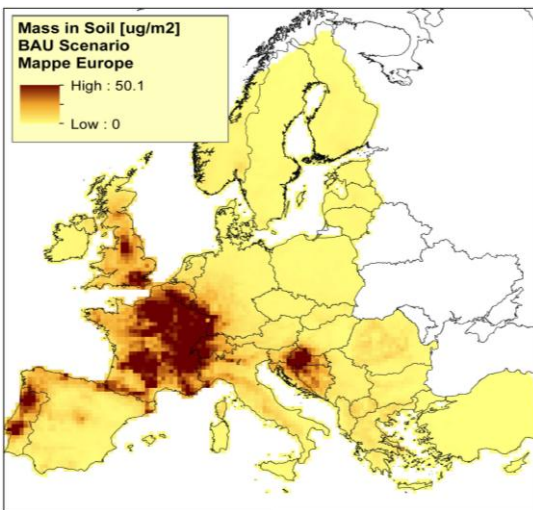 Mass in Soil [ug/m2]
BAU Scenario
Mappe Europe
High : 50.1
Low : 0